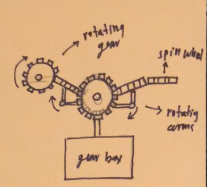 rotating
gear
spin wheel
rotating
arms
gear box